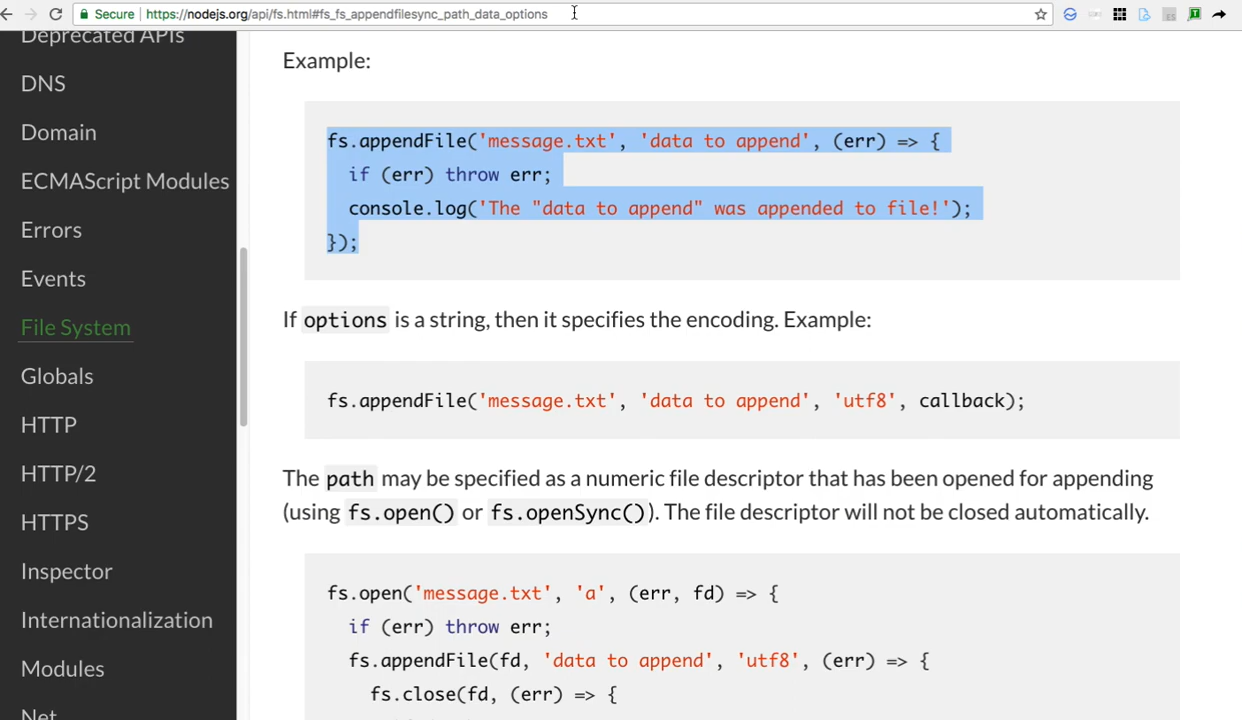 Secure https://nodejs.org/api/fs.html#fs_fs_appendfilesync_path_data_options
Deprecated APIs
DNS
Domain
ECMAScript Modules
Errors
Events
File System
Globals
HTTP
HTTP/2
HTTPS
Inspector
Internationalization
Modules
Net
Example:
fs.appendFile('message.txt', 'data to append', (err) => {
  if (err) throw err;
  console.log('The "data to append" was appended to file!');
});
If options is a string, then it specifies the encoding. Example:
fs.appendFile('message.txt', 'data to append', 'utf8', callback);
The path may be specified as a numeric file descriptor that has been opened for appending
(using fs.open() or fs.openSync()). The file descriptor will not be closed automatically.
fs.open('message.txt', 'a', (err, fd) => {
  if (err) throw err;
  fs.appendFile(fd, 'data to append', 'utf8', (err) => {
    fs.close(fd, (err) => {